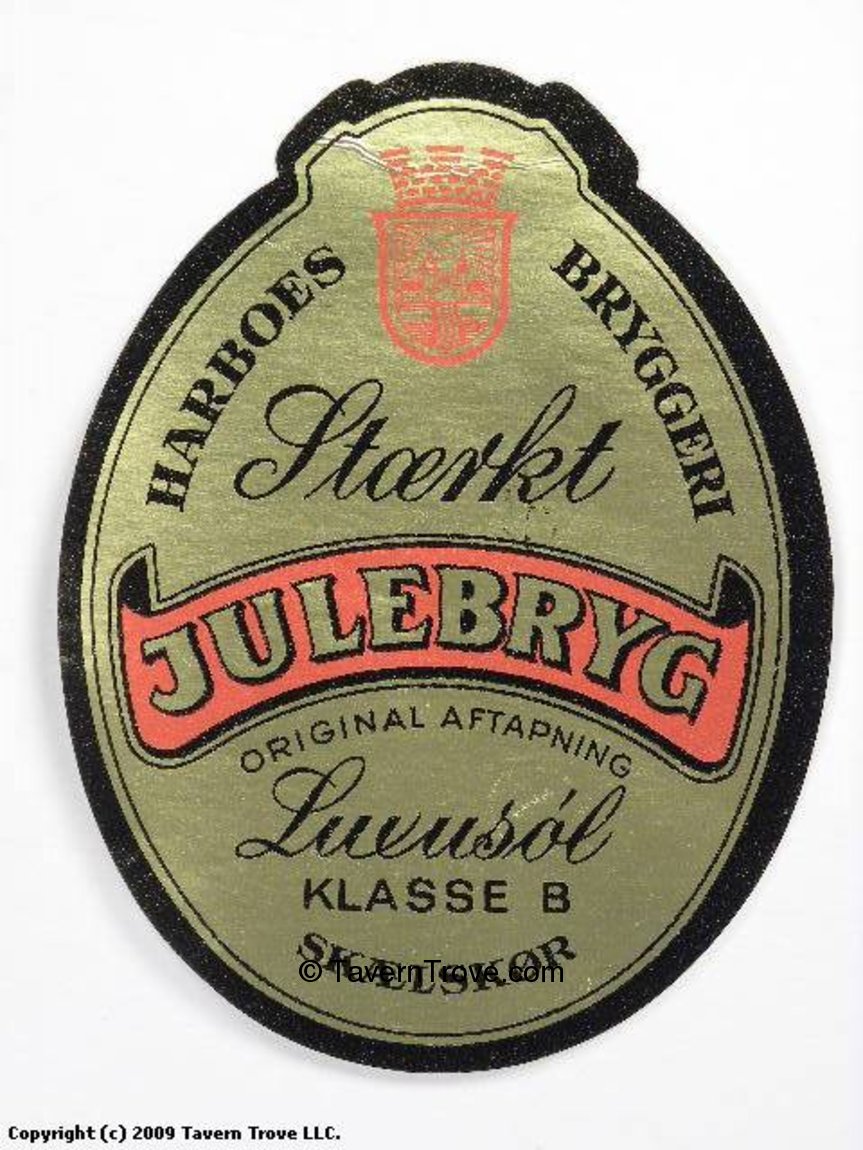 HARBOES BRYGGERI
Stærkt
JULEBRYG
ORIGINAL AFTAPNING
Luxusøl
KLASSE B
SKÆLSKØR
© TavernTrove.com
Copyright (c) 2009 Tavern Trove LLC.